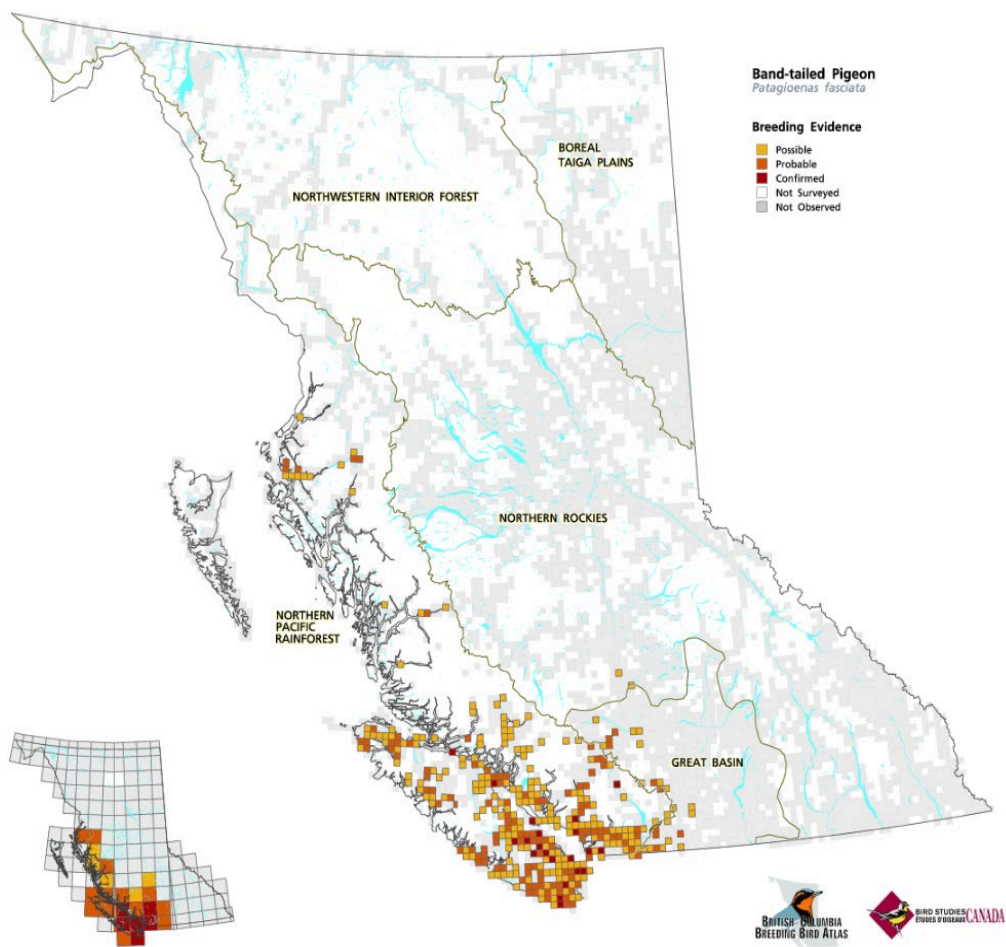 Band-tailed Pigeon
Patagioenas fasciata
Breeding Evidence
Possible
Probable
Confirmed
Not Surveyed
Not Observed
BOREAL
TAIGA PLAINS
NORTHWESTERN INTERIOR FOREST
NORTHERN ROCKIES
NORTHERN
PACIFIC
RAINFOREST
GREAT BASIN
BRITISH COLUMBIA
BREEDING BIRD ATLAS
BIRD STUDIES
ÉTUDES D'OISEAUX CANADA